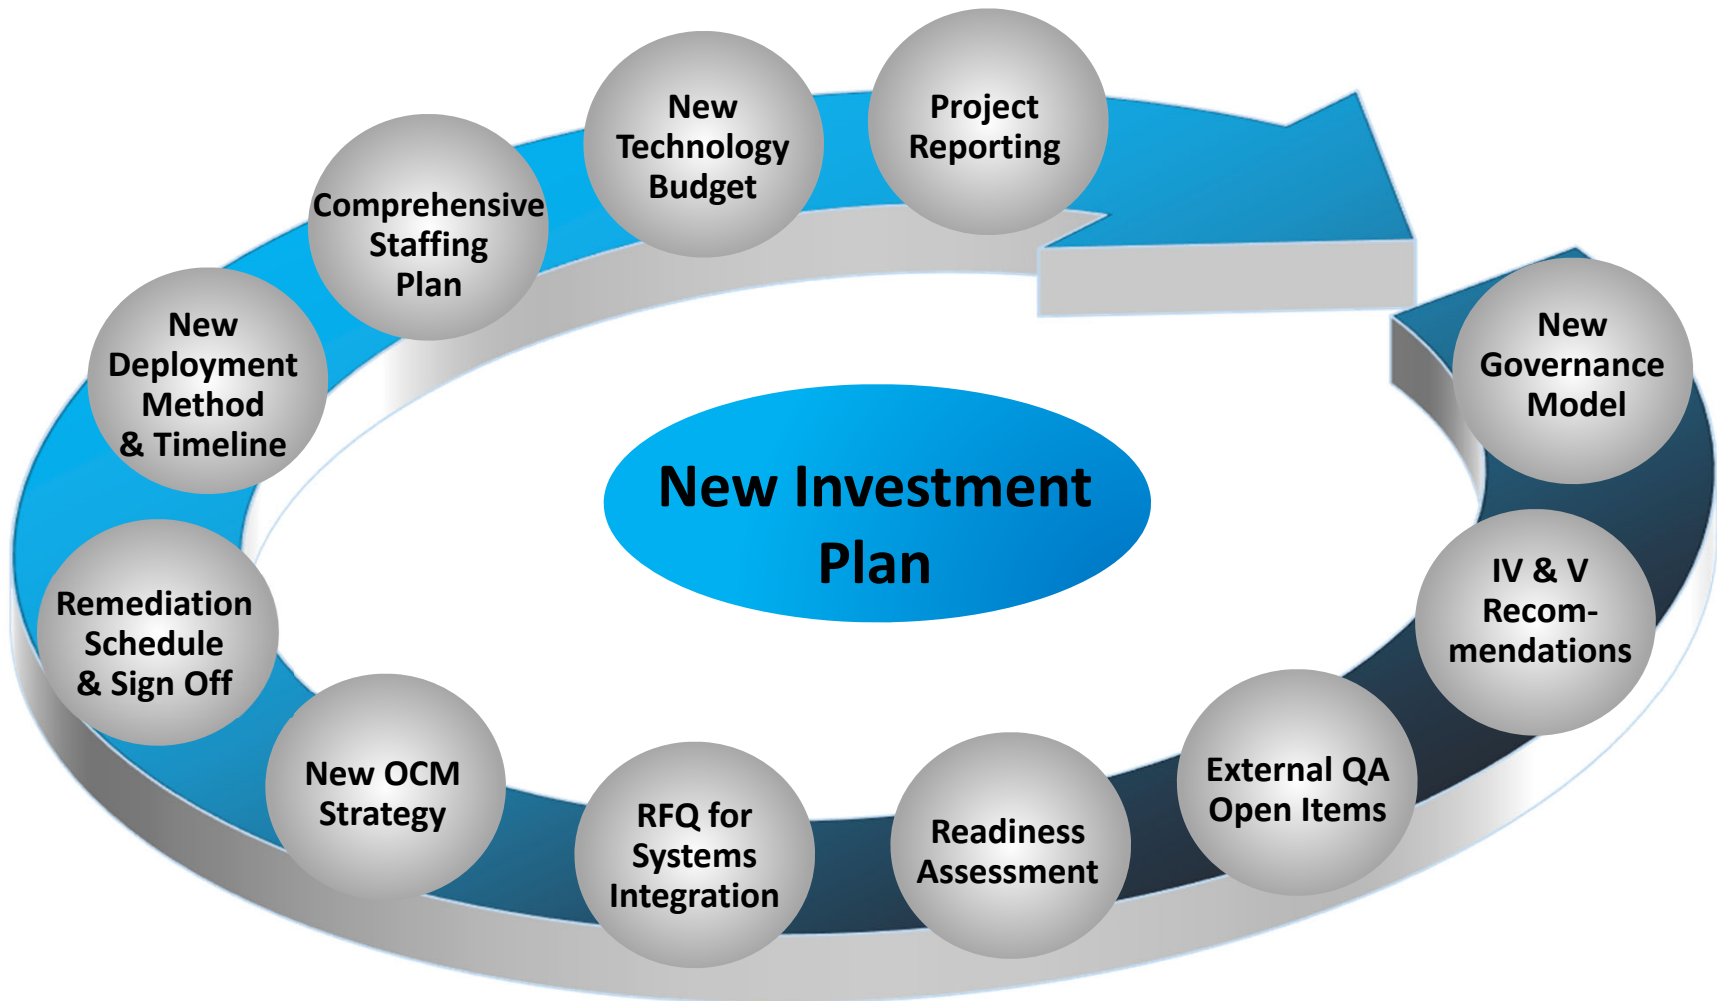 Project
Reporting
New
Technology
Budget
Comprehensive
Staffing
Plan
New
Deployment
Method
& Timeline
New
Governance
Model
New Investment
Plan
IV & V
Recom-
mendations
Remediation
Schedule
& Sign Off
External QA
Open Items
New OCM
Strategy
RFQ for
Systems
Integration
Readiness
Assessment